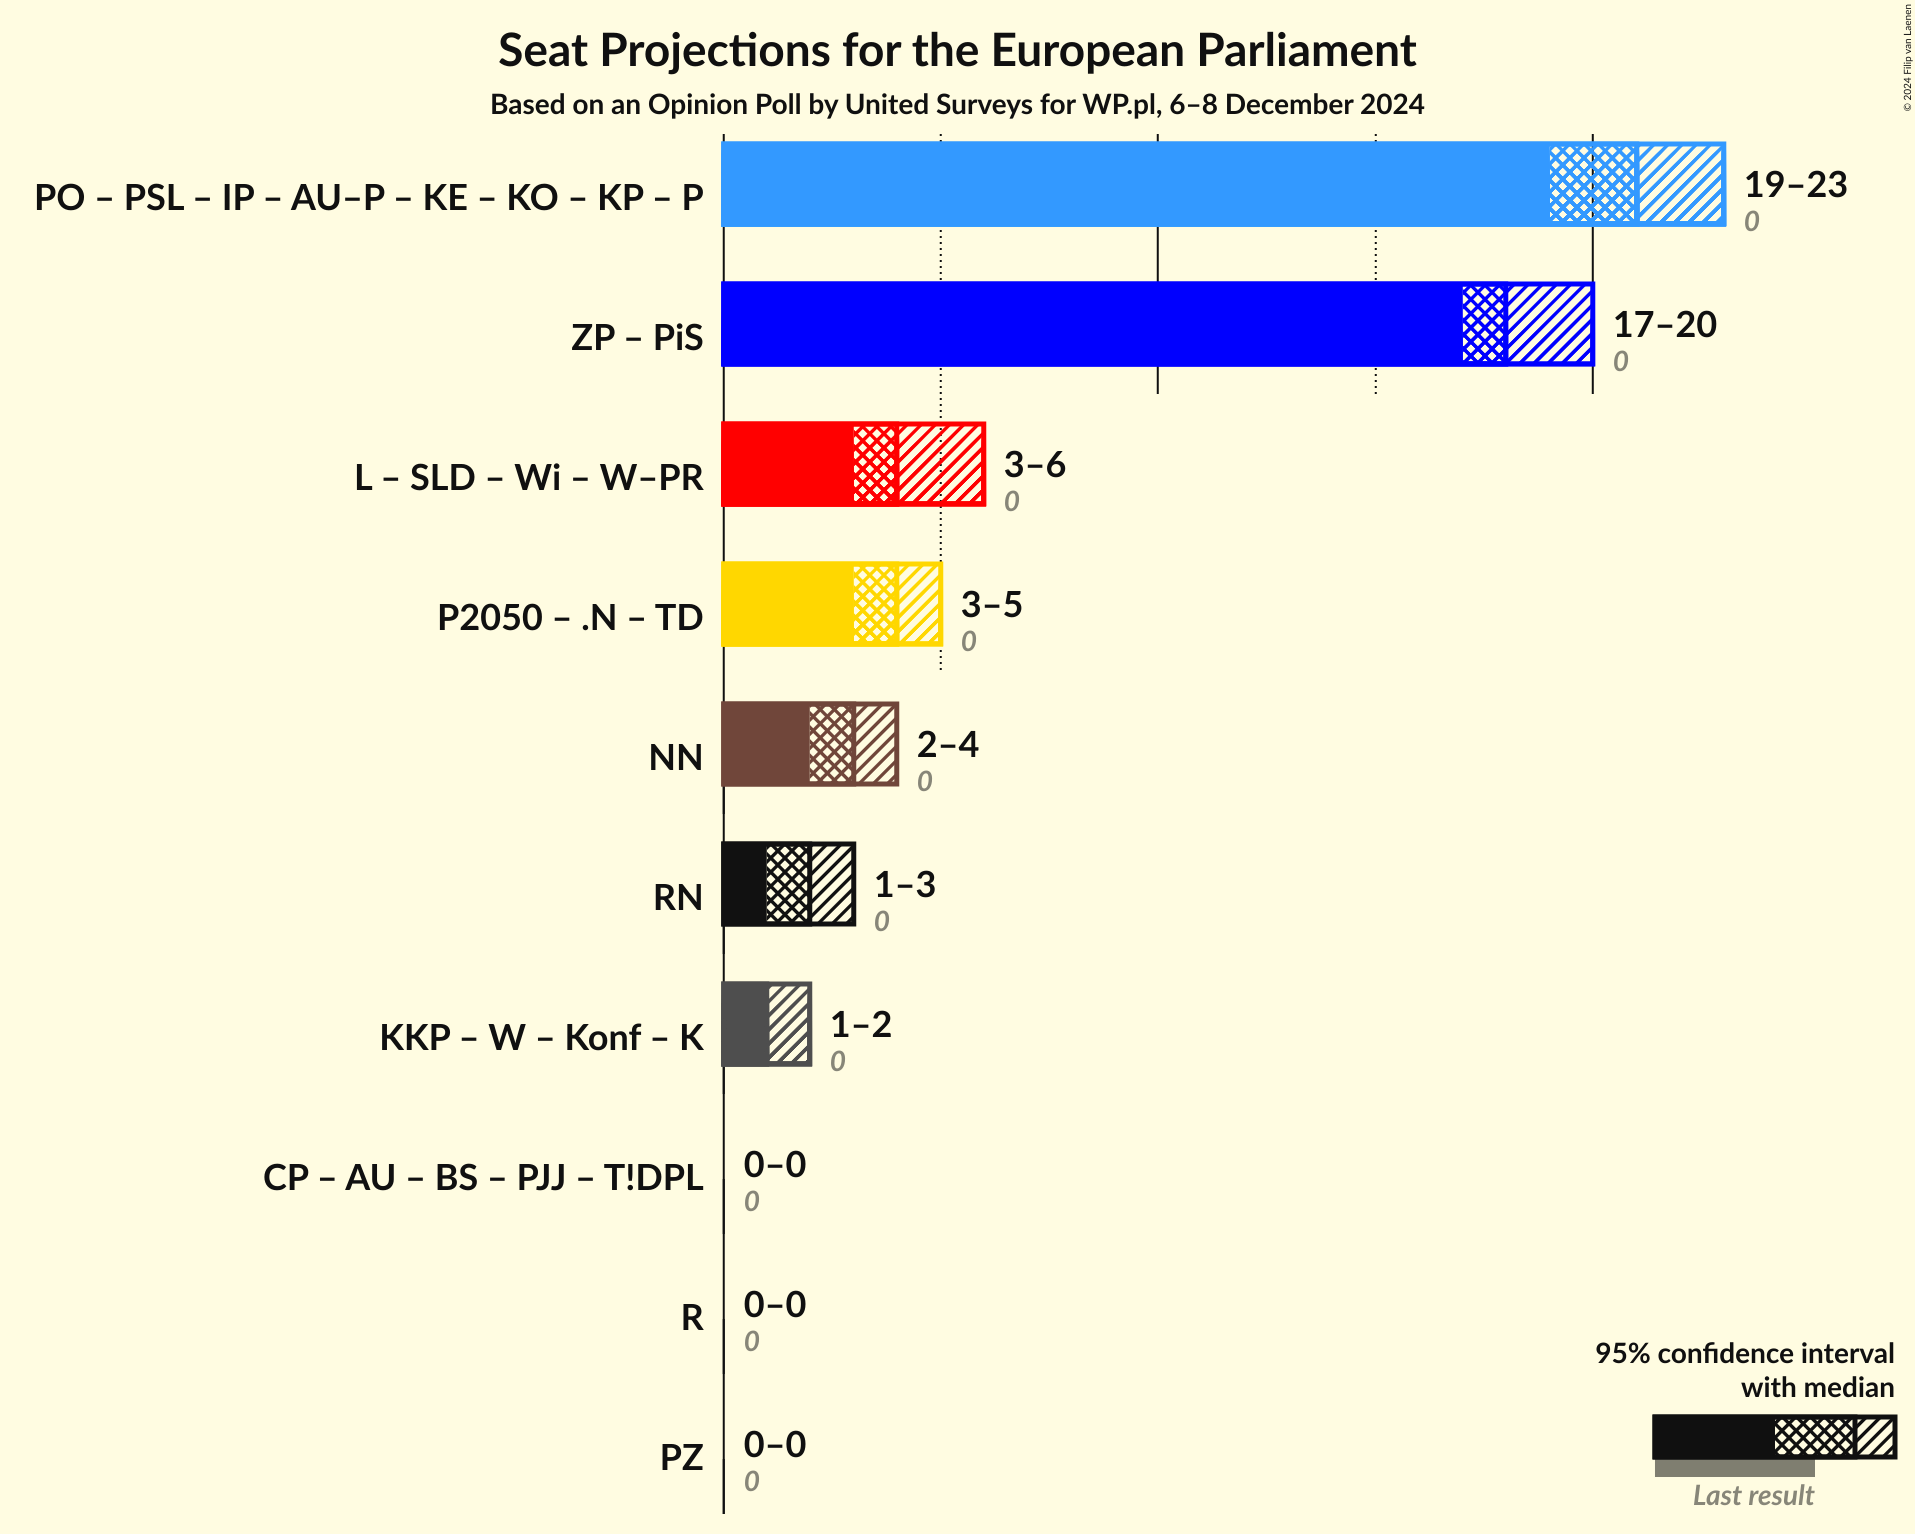 Seat Projections for the European Parliament
Based on an Opinion Poll by United Surveys for WP.pl, 6–8 December 2024
© 2024 Filip van Laenen
PO – PSL – IP – AU–P – KE – KO – KP – P
19–23
0
ZP – PiS
17–20
0
L – SLD – Wi – W–PR
3–6
0
P2050 – .N – TD
3–5
0
NN
2–4
0
RN
1–3
0
KKP – W – Konf – K
1–2
0
CP – AU – BS – PJJ – T!DPL
0–0
0
R
0–0
0
PZ
0–0
0
95% confidence interval
with median
Last result